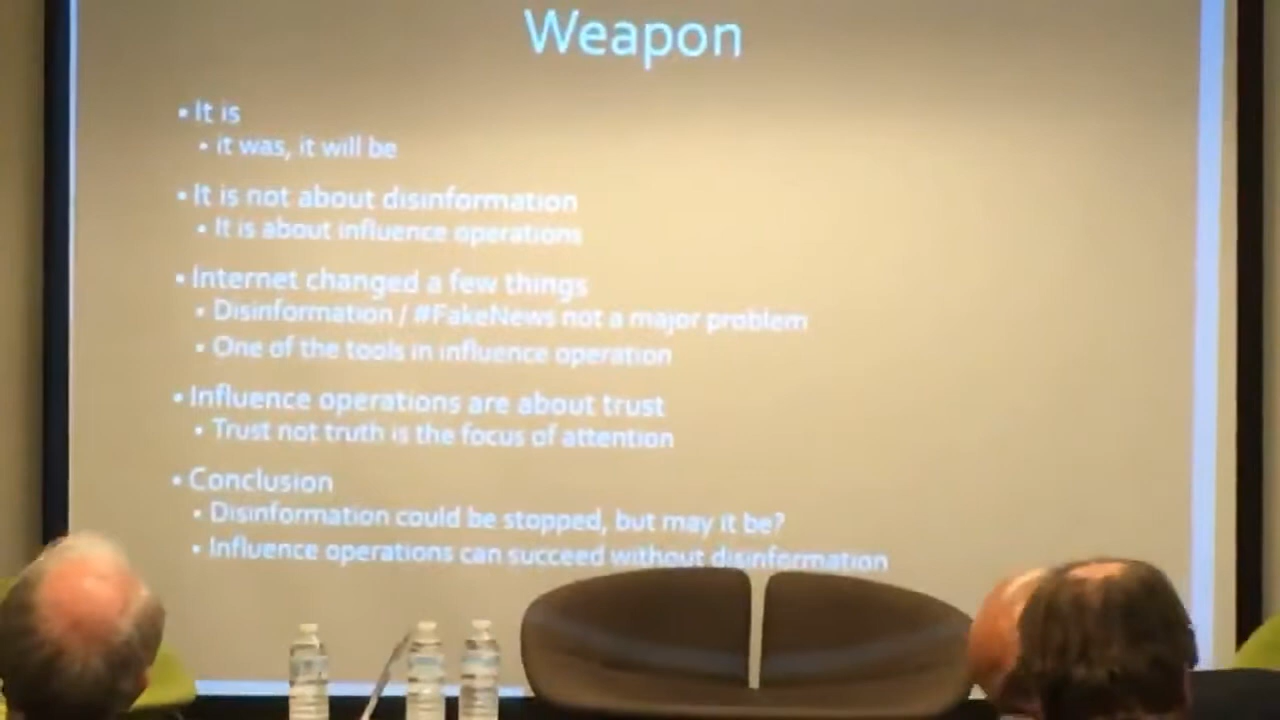 Weapon
▪ It is
▪ it was, it will be
▪ It is not about disinformation
▪ It is about influence operations
▪ Internet changed a few things
▪ Disinformation / #FakeNews not a major problem
▪ One of the tools in influence operation
▪ Influence operations are about trust
▪ Trust not truth is the focus of attention
▪ Conclusion
▪ Disinformation could be stopped, but may it be?
▪ Influence operations can succeed without disinformation